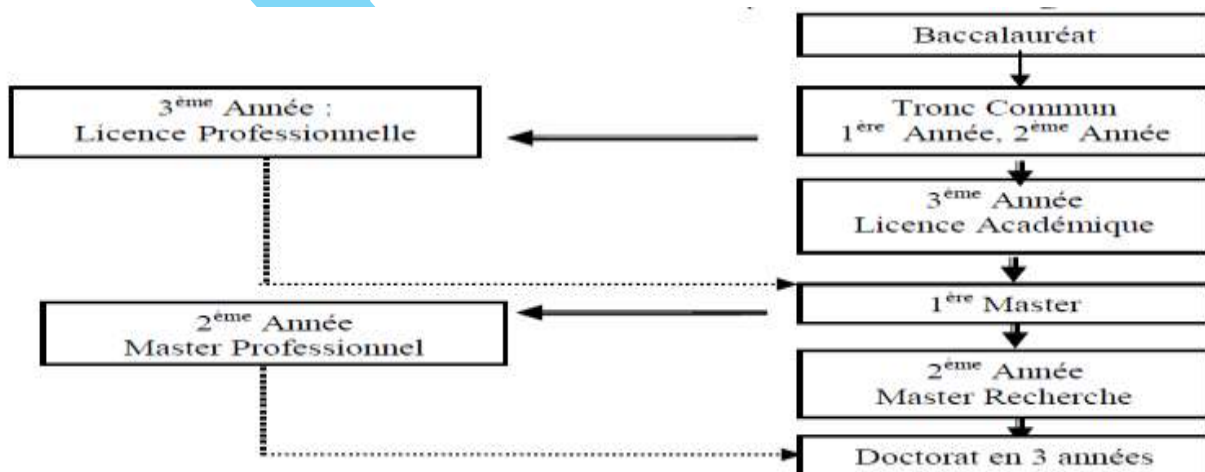 Baccalauréat
3ème Année :
Licence Professionnelle
Tronc Commun
1ère Année, 2ème Année
3ème Année
Licence Académique
1ère Master
2ème Année
Master Professionnel
2ème Année
Master Recherche
Doctorat en 3 années